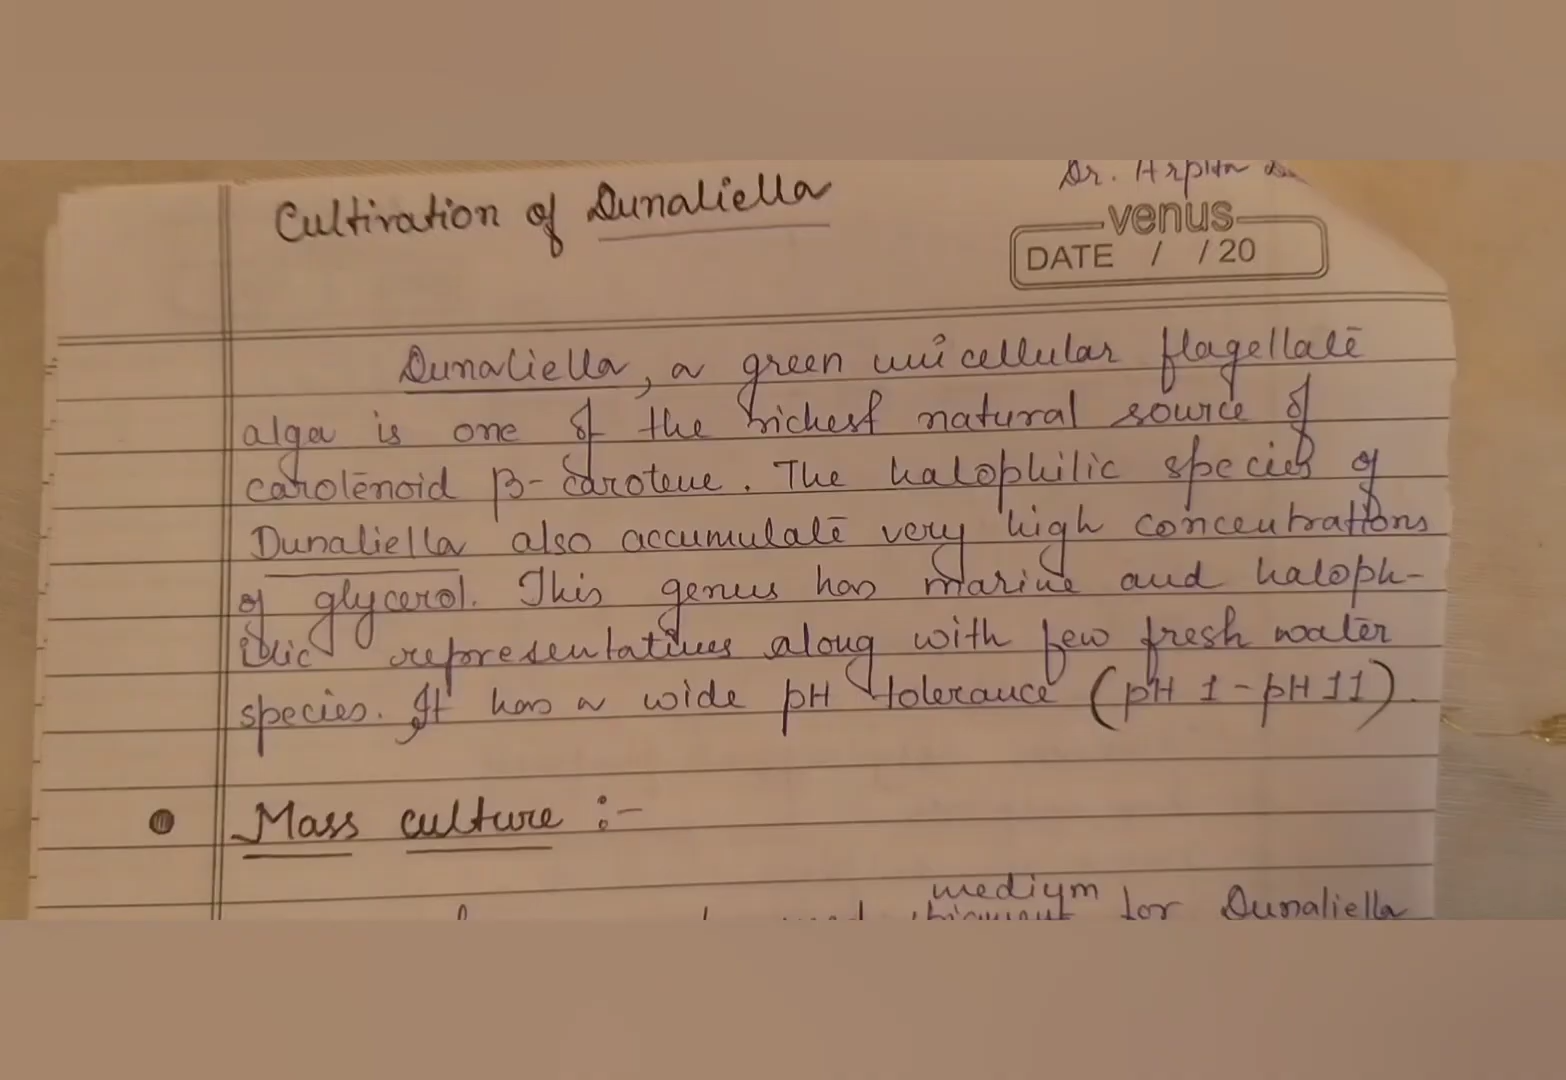 Dr. Arpita
Cultivation of Dunaliella
venus
DATE / /20
Dunaliella, a green unicellular flagellate
alga is one of the richest natural source of
carotenoid β-carotene. The halophilic species of
Dunaliella also accumulate very high concentrations
of glycerol. This genus has marine and haloph-
ilic representatives along with few fresh water
species. It has a wide pH tolerance (pH 1 - pH 11).
Mass culture :-
medium
for Dunaliella